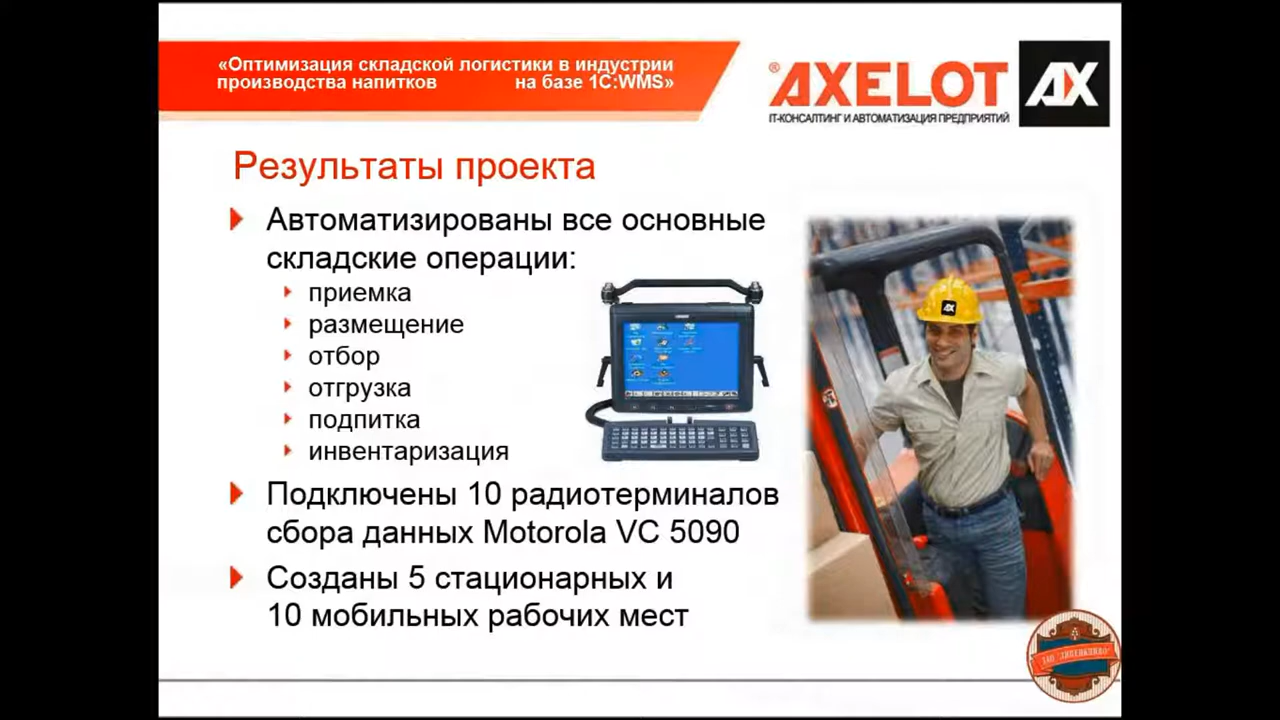 «Оптимизация складской логистики в индустрии
производства напитков на базе 1С:WMS»
®AXELOT AX
IT-КОНСАЛТИНГ И АВТОМАТИЗАЦИЯ ПРЕДПРИЯТИЙ
Результаты проекта
Автоматизированы все основные
складские операции:
приемка
размещение
отбор
отгрузка
подпитка
инвентаризация
Подключены 10 радиотерминалов
сбора данных Motorola VC 5090
Созданы 5 стационарных и
10 мобильных рабочих мест
AX
ЗАО "ЛИПЕЦКПИВО"